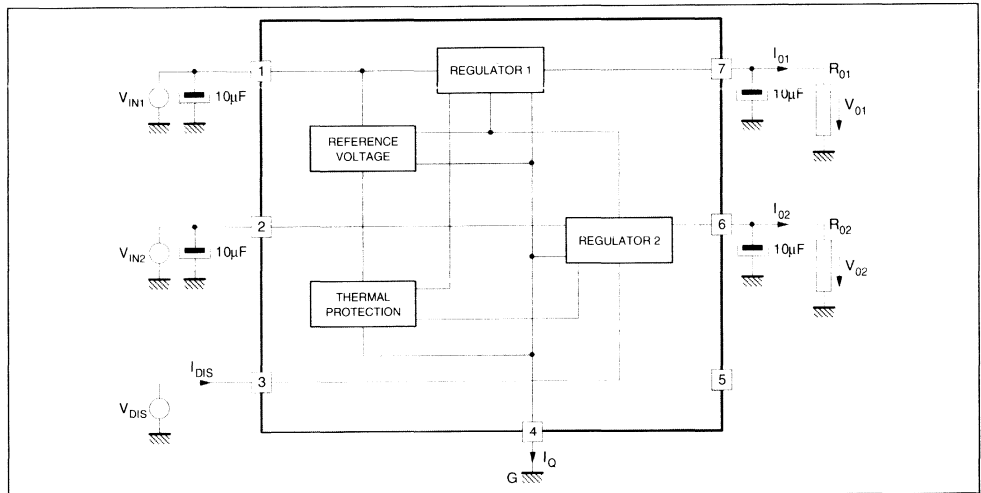 I01
1
REGULATOR 1
7
R01
VIN1
10µF
10µF
V01
REFERENCE
VOLTAGE
I02
2
6
R02
REGULATOR 2
VIN2
10µF
10µF
V02
THERMAL
PROTECTION
IDIS
3
5
VDIS
4
IQ
G